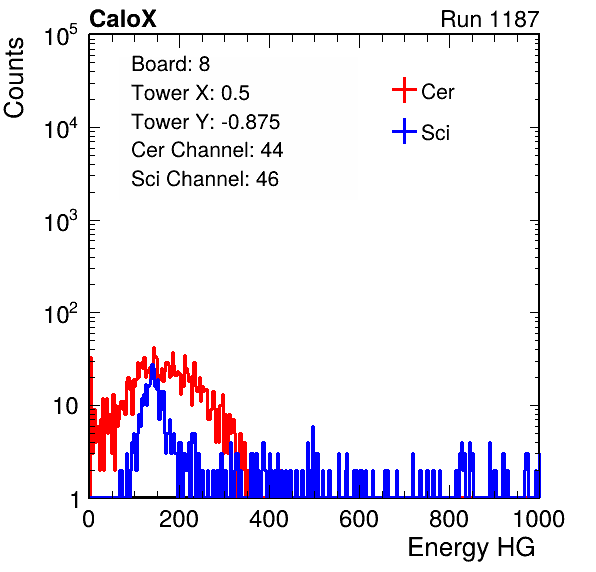 CaloX Run 1187
Counts
10^5
10^4
10^3
10^2
10
1
Board: 8
Tower X: 0.5
Tower Y: -0.875
Cer Channel: 44
Sci Channel: 46
Cer
Sci
0 200 400 600 800 1000
Energy HG